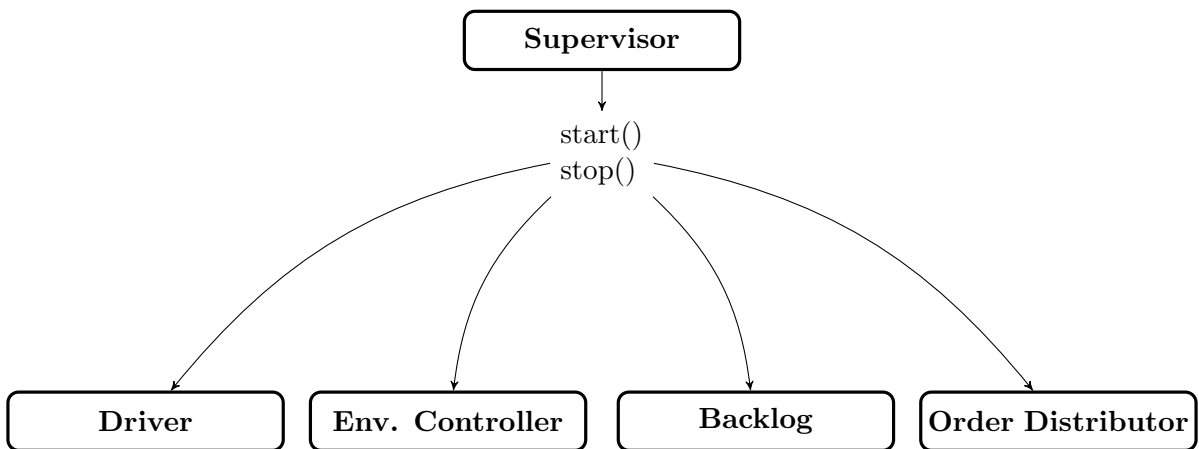 Supervisor
start()
stop()
Driver
Env. Controller
Backlog
Order Distributor